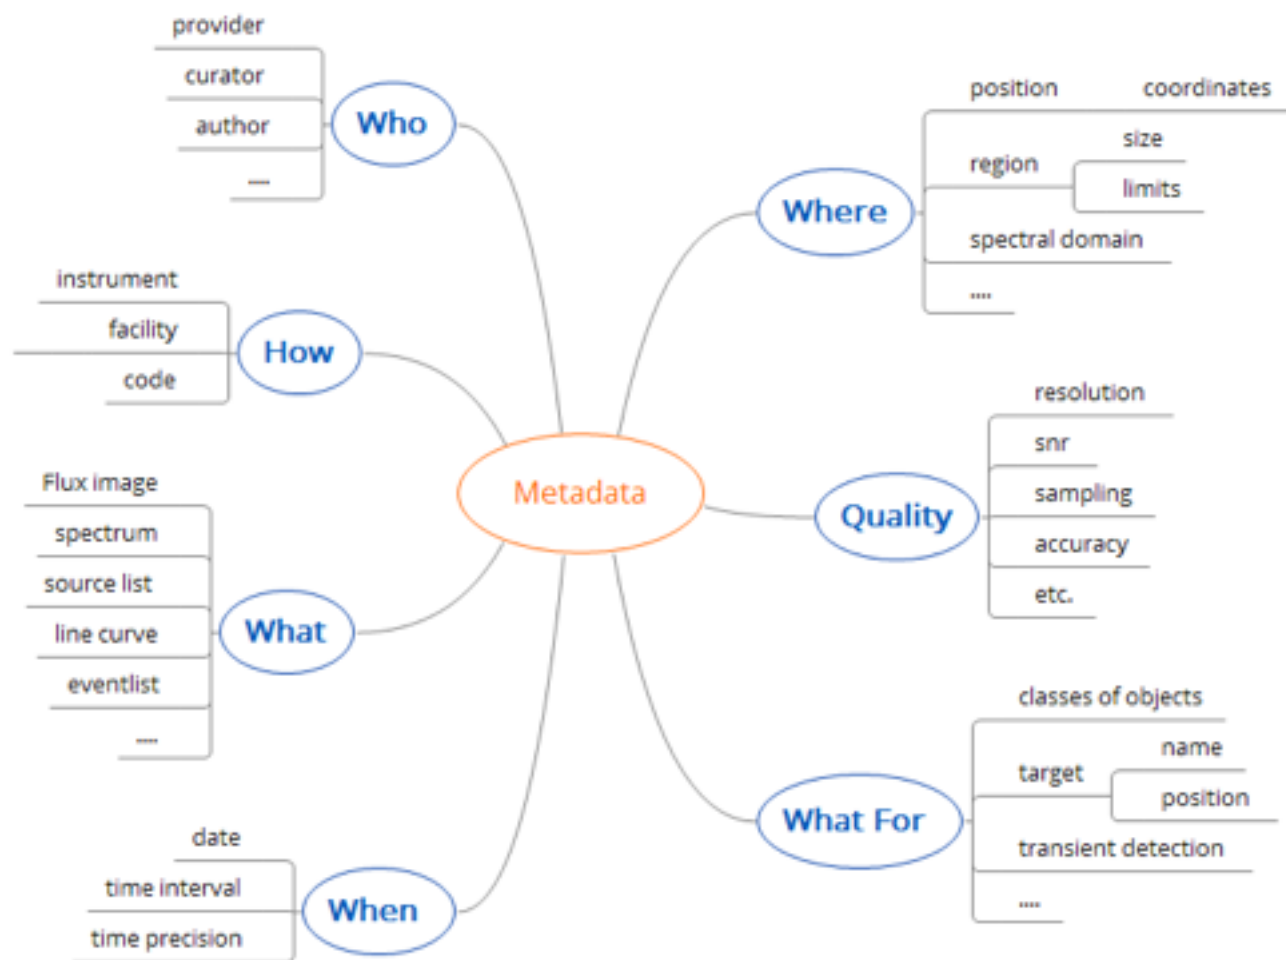 provider
curator
author
....
Who
instrument
facility
code
How
Flux image
spectrum
source list
line curve
eventlist
....
What
date
time interval
time precision
When
Metadata
Where
position
coordinates
region
size
limits
spectral domain
....
Quality
resolution
snr
sampling
accuracy
etc.
What For
classes of objects
target
name
position
transient detection
....